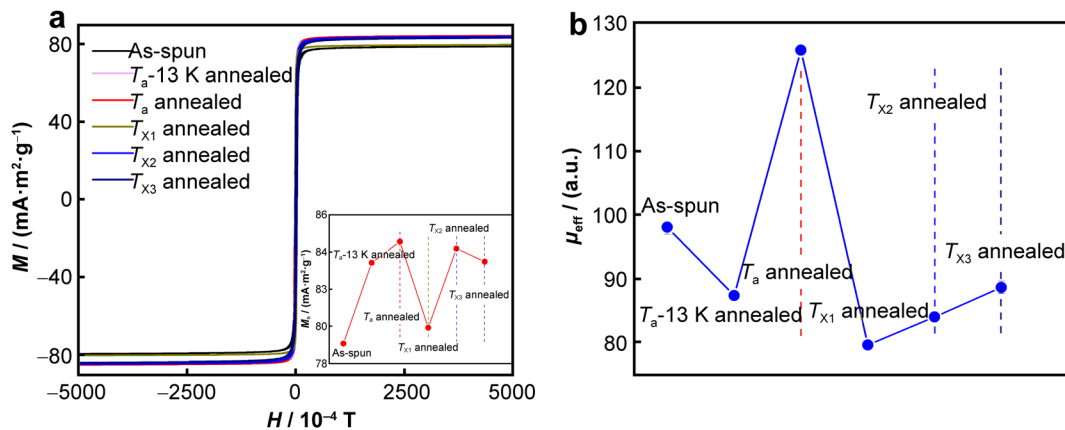 a
M / (mA·m²·g⁻¹)
80
40
0
−40
−80
As-spun
Ta-13 K annealed
Ta annealed
TX1 annealed
TX2 annealed
TX3 annealed
−5000
−2500
0
2500
5000
H / 10⁻⁴ T
Ms / (mA·m²·g⁻¹)
86
84
82
80
78
TX2 annealed
Ta-13 K annealed
TX3 annealed
Ta annealed
TX1 annealed
As-spun
b
μeff / (a.u.)
130
120
110
100
90
80
TX2 annealed
As-spun
TX3 annealed
Ta annealed
Ta-13 K annealed
TX1 annealed